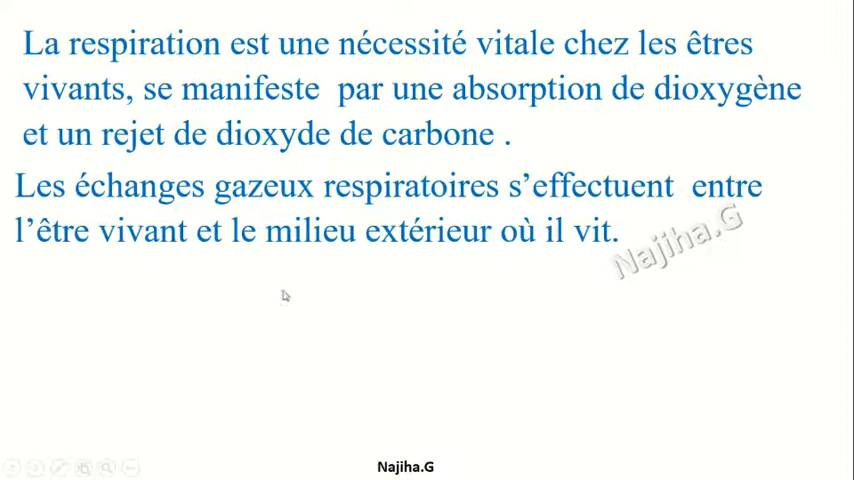 La respiration est une nécessité vitale chez les êtres
vivants, se manifeste par une absorption de dioxygène
et un rejet de dioxyde de carbone .
Les échanges gazeux respiratoires s’effectuent entre
l’être vivant et le milieu extérieur où il vit.
Najiha.G
Najiha.G